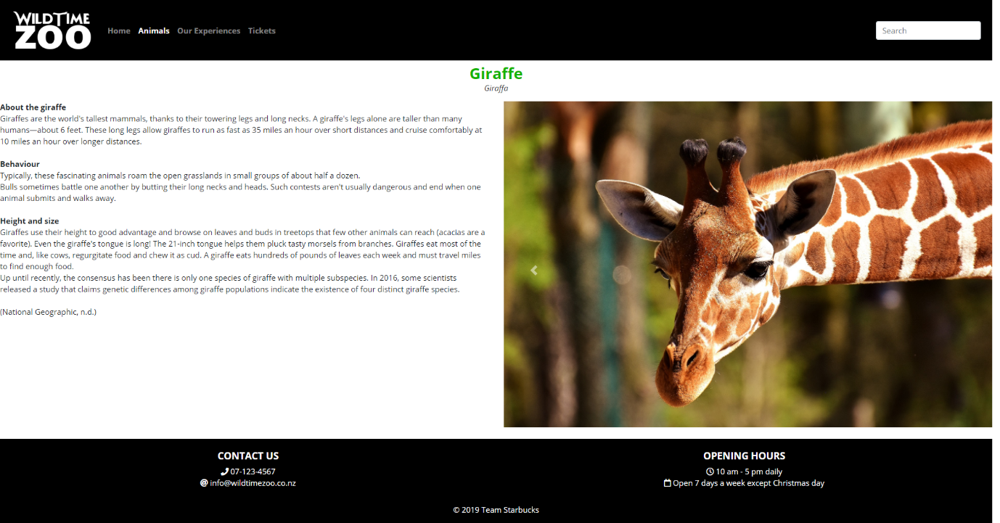 WILDTIME
ZOO
Home Animals Our Experiences Tickets
Search
Giraffe
Giraffa
About the giraffe
Giraffes are the world's tallest mammals, thanks to their towering legs and long necks. A giraffe's legs alone are taller than many
humans—about 6 feet. These long legs allow giraffes to run as fast as 35 miles an hour over short distances and cruise comfortably at
10 miles an hour over longer distances.
Behaviour
Typically, these fascinating animals roam the open grasslands in small groups of about half a dozen.
Bulls sometimes battle one another by butting their long necks and heads. Such contests aren't usually dangerous and end when one
animal submits and walks away.
Height and size
Giraffes use their height to good advantage and browse on leaves and buds in treetops that few other animals can reach (acacias are a
favorite). Even the giraffe's tongue is long! The 21-inch tongue helps them pluck tasty morsels from branches. Giraffes eat most of the
time and, like cows, regurgitate food and chew it as cud. A giraffe eats hundreds of pounds of leaves each week and must travel miles
to find enough food.
Up until recently, the consensus has been there is only one species of giraffe with multiple subspecies. In 2016, some scientists
released a study that claims genetic differences among giraffe populations indicate the existence of four distinct giraffe species.
(National Geographic, n.d.)
CONTACT US
07-123-4567
info@wildtimezoo.co.nz
OPENING HOURS
10 am - 5 pm daily
Open 7 days a week except Christmas day
© 2019 Team Starbucks